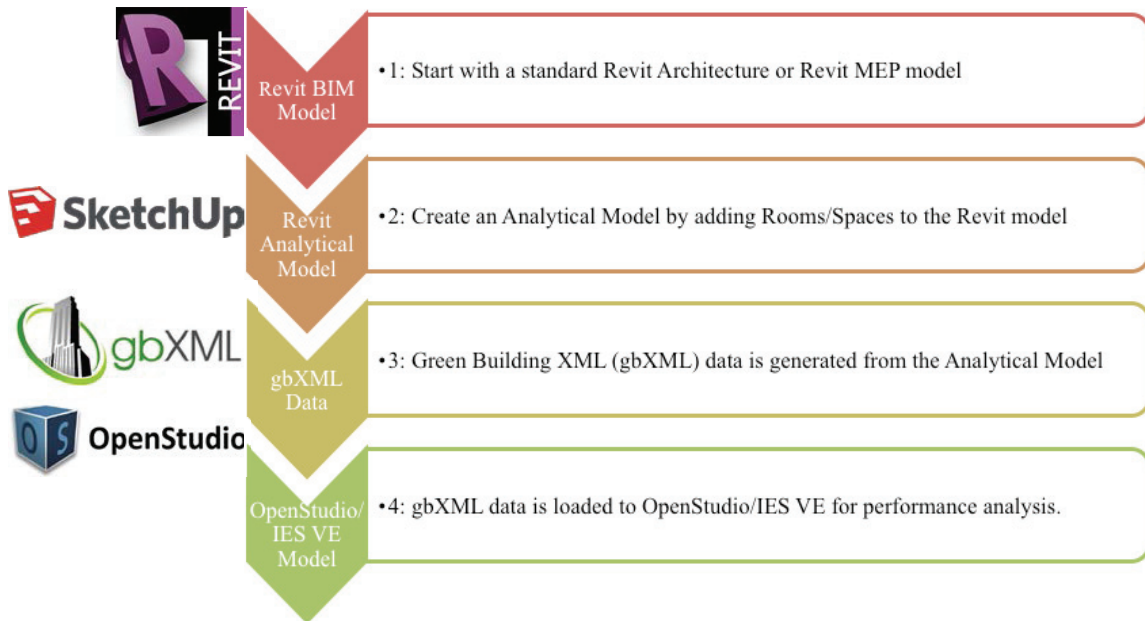 R
REVIT
Revit BIM
Model
•1: Start with a standard Revit Architecture or Revit MEP model
SketchUp
Revit
Analytical
Model
•2: Create an Analytical Model by adding Rooms/Spaces to the Revit model
gbXML
gbXML
Data
•3: Green Building XML (gbXML) data is generated from the Analytical Model
OS
OpenStudio
OpenStudio/
IES VE
Model
•4: gbXML data is loaded to OpenStudio/IES VE for performance analysis.